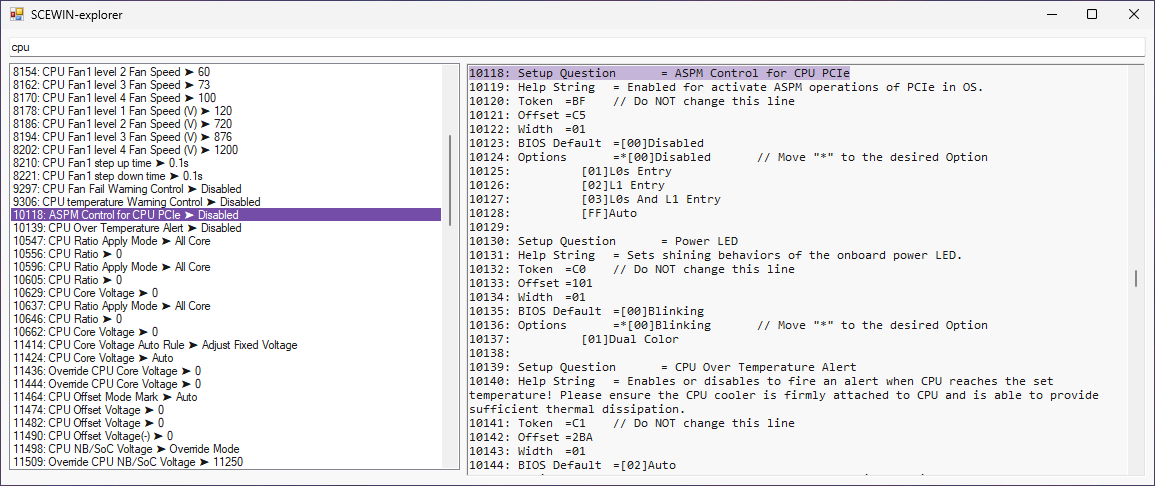 SCEWIN-explorer
cpu
8154: CPU Fan1 level 2 Fan Speed ➤ 60
8162: CPU Fan1 level 3 Fan Speed ➤ 73
8170: CPU Fan1 level 4 Fan Speed ➤ 100
8178: CPU Fan1 level 1 Fan Speed (V) ➤ 120
8186: CPU Fan1 level 2 Fan Speed (V) ➤ 720
8194: CPU Fan1 level 3 Fan Speed (V) ➤ 876
8202: CPU Fan1 level 4 Fan Speed (V) ➤ 1200
8210: CPU Fan1 step up time ➤ 0.1s
8221: CPU Fan1 step down time ➤ 0.1s
9297: CPU Fan Fail Warning Control ➤ Disabled
9306: CPU temperature Warning Control ➤ Disabled
10118: ASPM Control for CPU PCIe ➤ Disabled
10139: CPU Over Temperature Alert ➤ Disabled
10547: CPU Ratio Apply Mode ➤ All Core
10556: CPU Ratio ➤ 0
10596: CPU Ratio Apply Mode ➤ All Core
10605: CPU Ratio ➤ 0
10629: CPU Core Voltage ➤ 0
10637: CPU Ratio Apply Mode ➤ All Core
10646: CPU Ratio ➤ 0
10662: CPU Core Voltage ➤ 0
11414: CPU Core Voltage Auto Rule ➤ Adjust Fixed Voltage
11424: CPU Core Voltage ➤ Auto
11436: Override CPU Core Voltage ➤ 0
11444: Override CPU Core Voltage ➤ 0
11464: CPU Offset Mode Mark ➤ Auto
11474: CPU Offset Voltage ➤ 0
11482: CPU Offset Voltage ➤ 0
11490: CPU Offset Voltage(-) ➤ 0
11498: CPU NB/SoC Voltage ➤ Override Mode
11509: Override CPU NB/SoC Voltage ➤ 11250
10118: Setup Question = ASPM Control for CPU PCIe
10119: Help String = Enabled for activate ASPM operations of PCIe in OS.
10120: Token =BF // Do NOT change this line
10121: Offset =C5
10122: Width =01
10123: BIOS Default =[00]Disabled
10124: Options =*[00]Disabled // Move "*" to the desired Option
10125: [01]L0s Entry
10126: [02]L1 Entry
10127: [03]L0s And L1 Entry
10128: [FF]Auto
10129:
10130: Setup Question = Power LED
10131: Help String = Sets shining behaviors of the onboard power LED.
10132: Token =C0 // Do NOT change this line
10133: Offset =101
10134: Width =01
10135: BIOS Default =[00]Blinking
10136: Options =*[00]Blinking // Move "*" to the desired Option
10137: [01]Dual Color
10138:
10139: Setup Question = CPU Over Temperature Alert
10140: Help String = Enables or disables to fire an alert when CPU reaches the set
temperature! Please ensure the CPU cooler is firmly attached to CPU and is able to provide
sufficient thermal dissipation.
10141: Token =C1 // Do NOT change this line
10142: Offset =2BA
10143: Width =01
10144: BIOS Default =[02]Auto